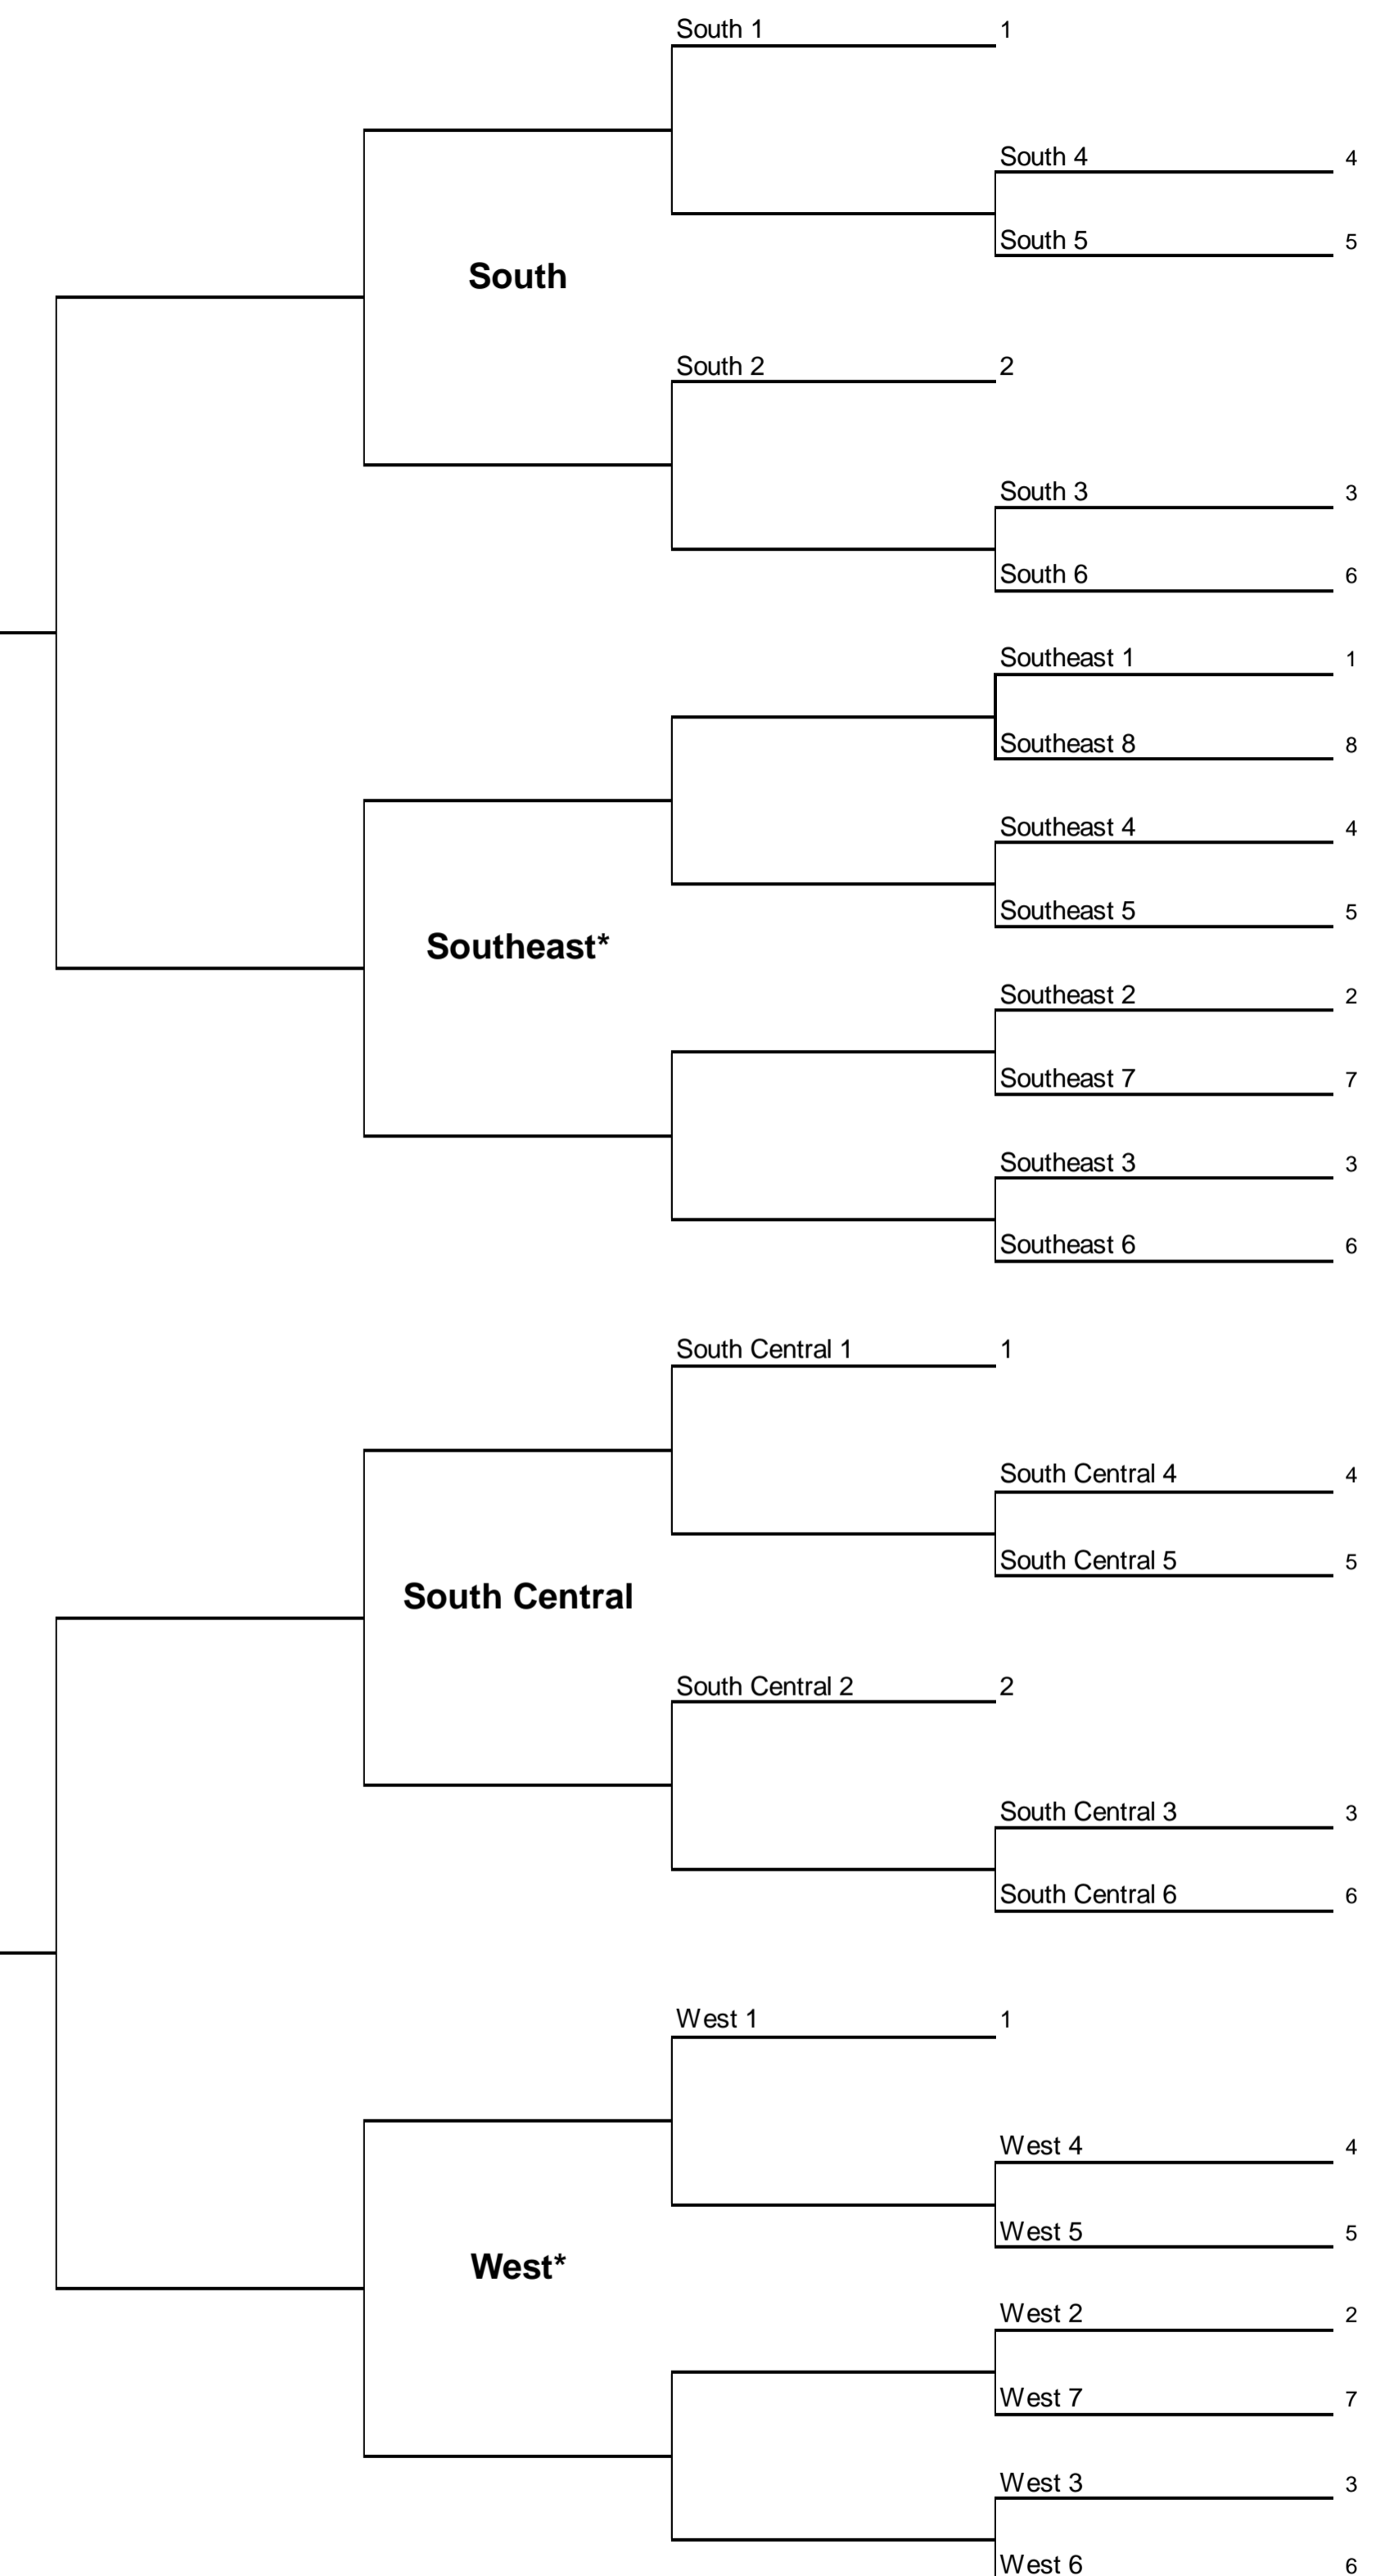 South 1 1
South 4 4
South 5 5
South
South 2 2
South 3 3
South 6 6
Southeast 1 1
Southeast 8 8
Southeast 4 4
Southeast 5 5
Southeast*
Southeast 2 2
Southeast 7 7
Southeast 3 3
Southeast 6 6
South Central 1 1
South Central 4 4
South Central 5 5
South Central
South Central 2 2
South Central 3 3
South Central 6 6
West 1 1
West 4 4
West 5 5
West*
West 2 2
West 7 7
West 3 3
West 6 6